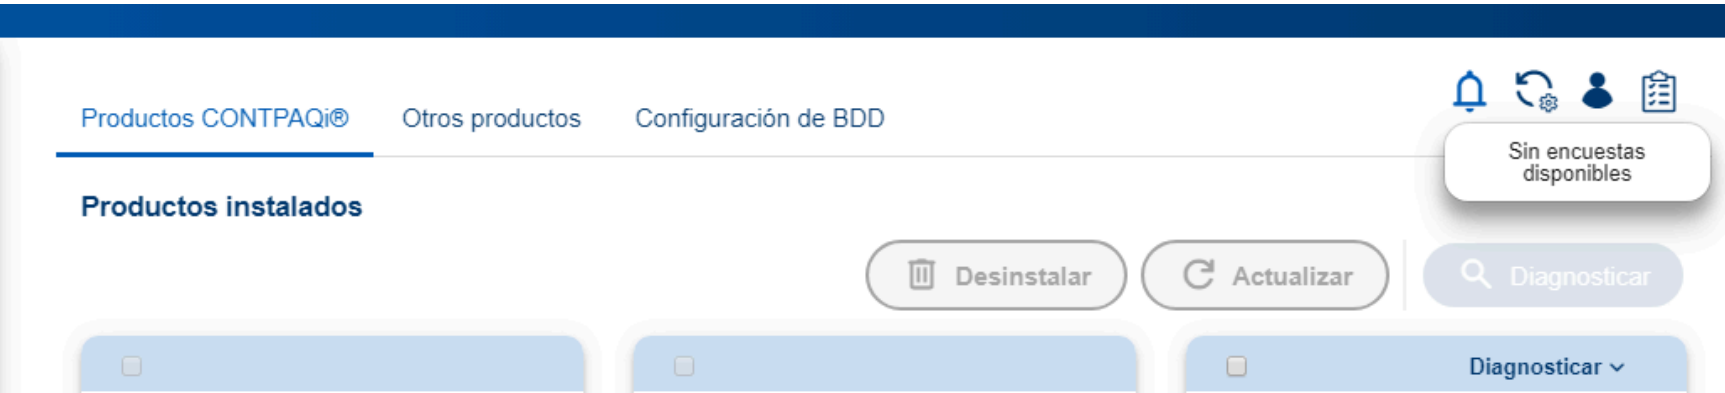 Productos CONTPAQi® Otros productos Configuración de BDD
Sin encuestas
disponibles
Productos instalados
Desinstalar Actualizar Diagnosticar
Diagnosticar